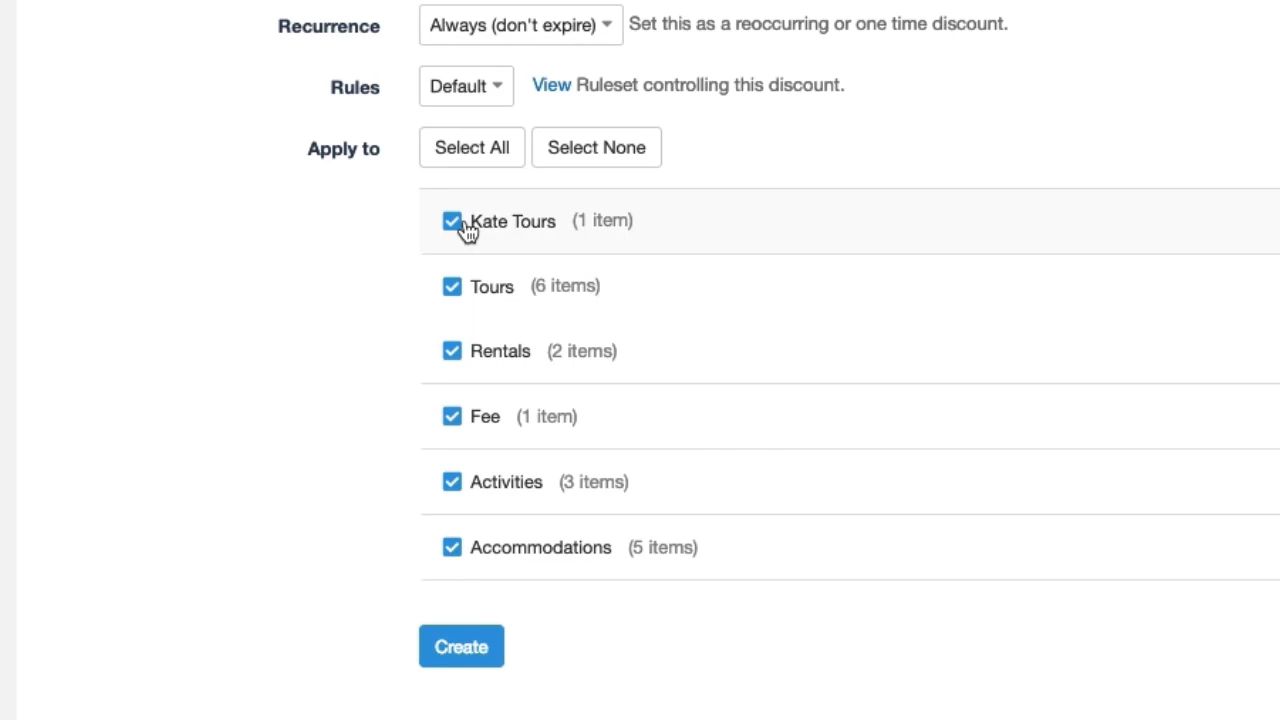 Recurrence Always (don't expire) Set this as a reoccurring or one time discount.
Rules Default View Ruleset controlling this discount.
Apply to Select All Select None
Kate Tours (1 item)
Tours (6 items)
Rentals (2 items)
Fee (1 item)
Activities (3 items)
Accommodations (5 items)
Create